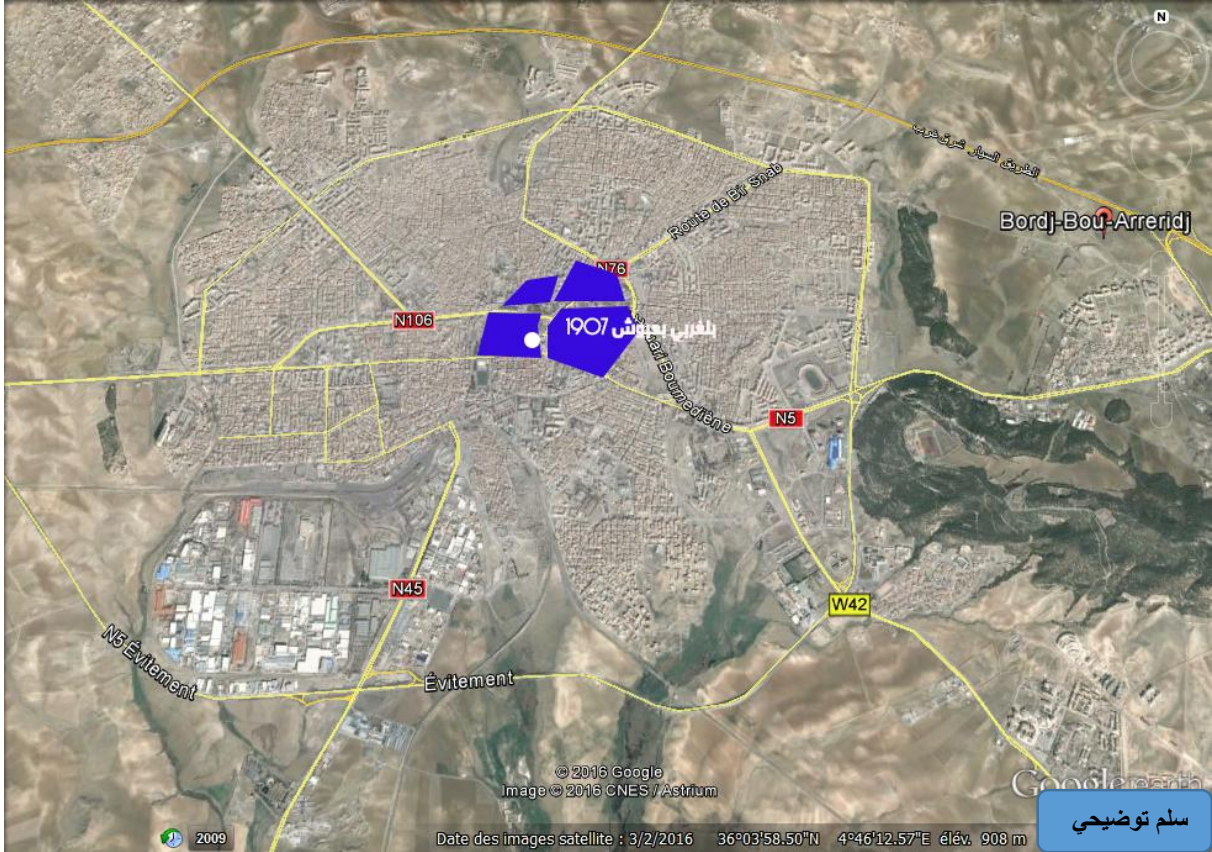 N
الطريق السيار شرق غرب
Route de Bir Snab
Bordj-Bou-Arreridj
N76
N106
بلغربي بعيوش 1907
Boumediène
N5
N45
W42
N5 Évitement
Évitement
© 2016 Google
Image © 2016 CNES / Astrium
Google earth
سلم توضيحي
2009
Date des images satellite : 3/2/2016 36°03'58.50"N 4°46'12.57"E élév. 908 m